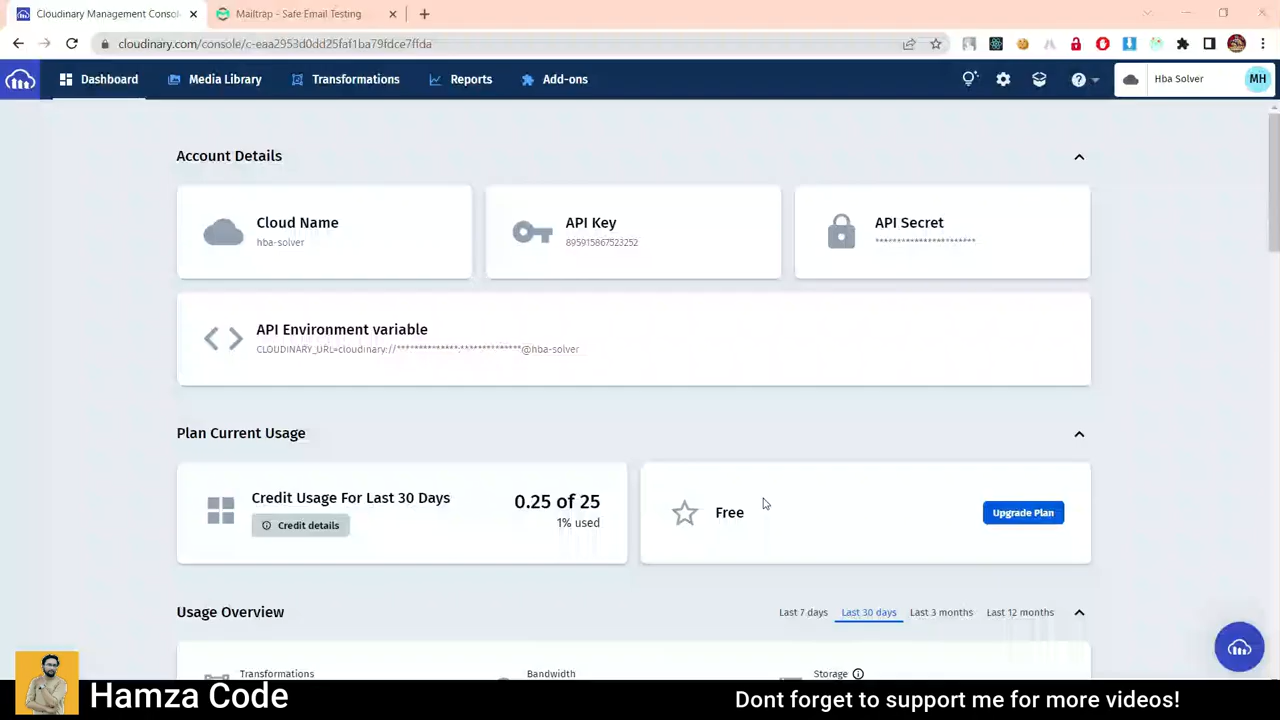 Cloudinary Management Conso
Mailtrap - Safe Email Testing
cloudinary.com/console/c-eaa2953d0dd25faf1ba79fdce7ffda
Dashboard
Media Library
Transformations
Reports
Add-ons
Hba Solver
MH
Account Details
Cloud Name
hba-solver
API Key
895915867523252
API Secret
***********************
API Environment variable
CLOUDINARY_URL=cloudinary://***************:***************@hba-solver
Plan Current Usage
Credit Usage For Last 30 Days
Credit details
0.25 of 25
1% used
Free
Upgrade Plan
Usage Overview
Last 7 days
Last 30 days
Last 3 months
Last 12 months
Transformations
Bandwidth
Storage
Hamza Code
Dont forget to support me for more videos!